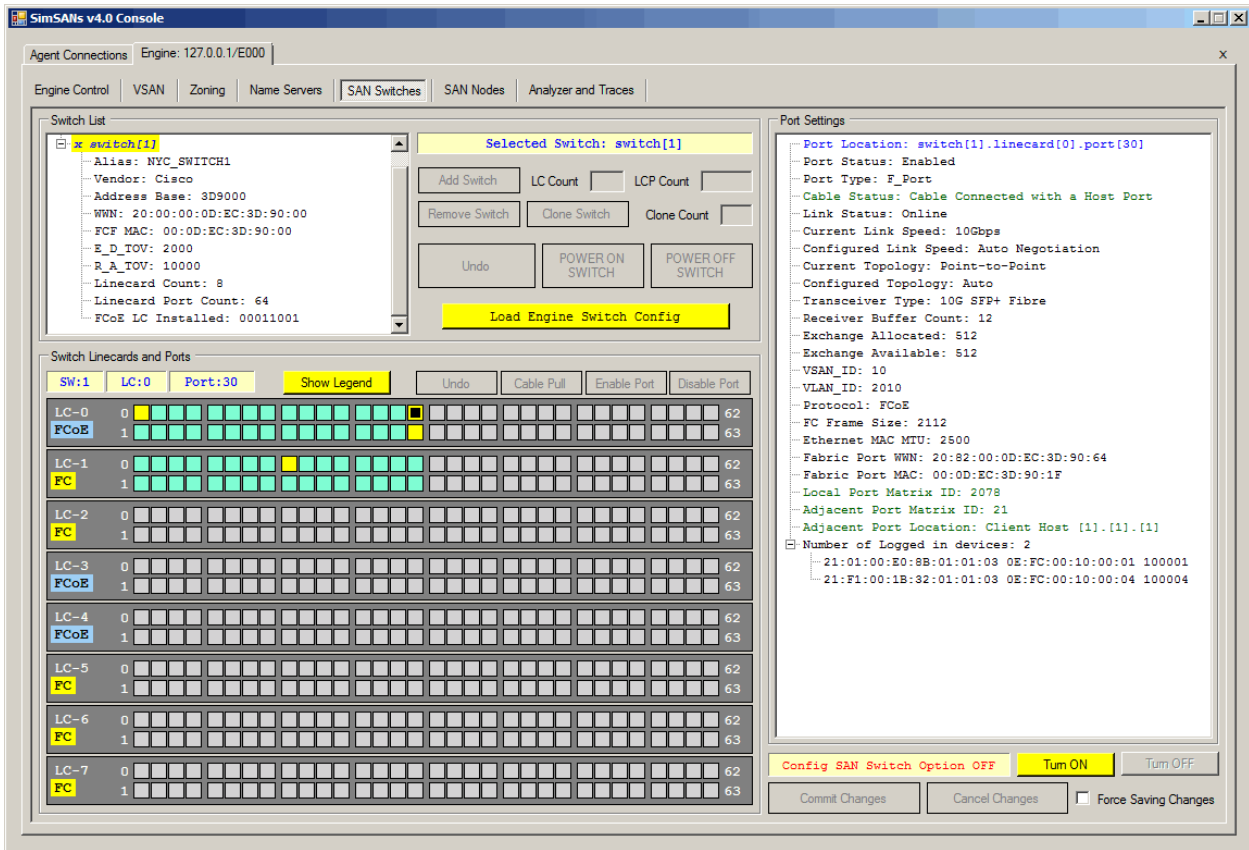 SimSANs v4.0 Console
Agent Connections Engine: 127.0.0.1/E000 x
Engine Control VSAN Zoning Name Servers SAN Switches SAN Nodes Analyzer and Traces
Switch List
x switch[1]
Alias: NYC_SWITCH1
Vendor: Cisco
Address Base: 3D9000
WWN: 20:00:00:0D:EC:3D:90:00
FCF MAC: 00:0D:EC:3D:90:00
E_D_TOV: 2000
R_A_TOV: 10000
Linecard Count: 8
Linecard Port Count: 64
FCoE LC Installed: 00011001
Selected Switch: switch[1]
Add Switch LC Count LCP Count
Remove Switch Clone Switch Clone Count
Undo POWER ON SWITCH POWER OFF SWITCH
Load Engine Switch Config
Switch Linecards and Ports
SW:1 LC:0 Port:30 Show Legend Undo Cable Pull Enable Port Disable Port
LC-0 0 62
FCoE 1 63
LC-1 0 62
FC 1 63
LC-2 0 62
FC 1 63
LC-3 0 62
FCoE 1 63
LC-4 0 62
FCoE 1 63
LC-5 0 62
FC 1 63
LC-6 0 62
FC 1 63
LC-7 0 62
FC 1 63
Port Settings
Port Location: switch[1].linecard[0].port[30]
Port Status: Enabled
Port Type: F_Port
Cable Status: Cable Connected with a Host Port
Link Status: Online
Current Link Speed: 10Gbps
Configured Link Speed: Auto Negotiation
Current Topology: Point-to-Point
Configured Topology: Auto
Transceiver Type: 10G SFP+ Fibre
Receiver Buffer Count: 12
Exchange Allocated: 512
Exchange Available: 512
VSAN_ID: 10
VLAN_ID: 2010
Protocol: FCoE
FC Frame Size: 2112
Ethernet MAC MTU: 2500
Fabric Port WWN: 20:82:00:0D:EC:3D:90:64
Fabric Port MAC: 00:0D:EC:3D:90:1F
Local Port Matrix ID: 2078
Adjacent Port Matrix ID: 21
Adjacent Port Location: Client Host [1].[1].[1]
Number of Logged in devices: 2
21:01:00:E0:8B:01:01:03 0E:FC:00:10:00:01 100001
21:F1:00:1B:32:01:01:03 0E:FC:00:10:00:04 100004
Config SAN Switch Option OFF Turn ON Turn OFF
Commit Changes Cancel Changes Force Saving Changes